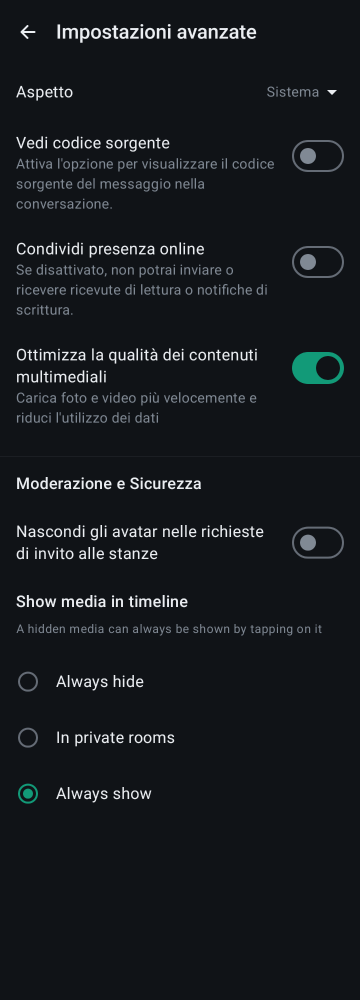 Impostazioni avanzate
Aspetto
Sistema
Vedi codice sorgente
Attiva l'opzione per visualizzare il codice
sorgente del messaggio nella
conversazione.
Condividi presenza online
Se disattivato, non potrai inviare o
ricevere ricevute di lettura o notifiche di
scrittura.
Ottimizza la qualità dei contenuti
multimediali
Carica foto e video più velocemente e
riduci l'utilizzo dei dati
Moderazione e Sicurezza
Nascondi gli avatar nelle richieste
di invito alle stanze
Show media in timeline
A hidden media can always be shown by tapping on it
Always hide
In private rooms
Always show